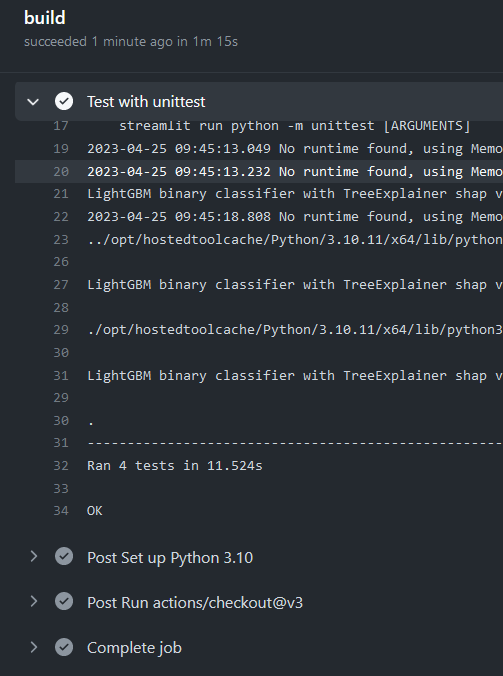 build
succeeded 1 minute ago in 1m 15s
Test with unittest
17 streamlit run python -m unittest [ARGUMENTS]
19 2023-04-25 09:45:13.049 No runtime found, using Memo
20 2023-04-25 09:45:13.232 No runtime found, using Memo
21 LightGBM binary classifier with TreeExplainer shap v
22 2023-04-25 09:45:18.808 No runtime found, using Memo
23 ../opt/hostedtoolcache/Python/3.10.11/x64/lib/python
26
27 LightGBM binary classifier with TreeExplainer shap v
28
29 ./opt/hostedtoolcache/Python/3.10.11/x64/lib/python3
30
31 LightGBM binary classifier with TreeExplainer shap v
29
30 .
31 ----------------------------------------------------
32 Ran 4 tests in 11.524s
33
34 OK
Post Set up Python 3.10
Post Run actions/checkout@v3
Complete job